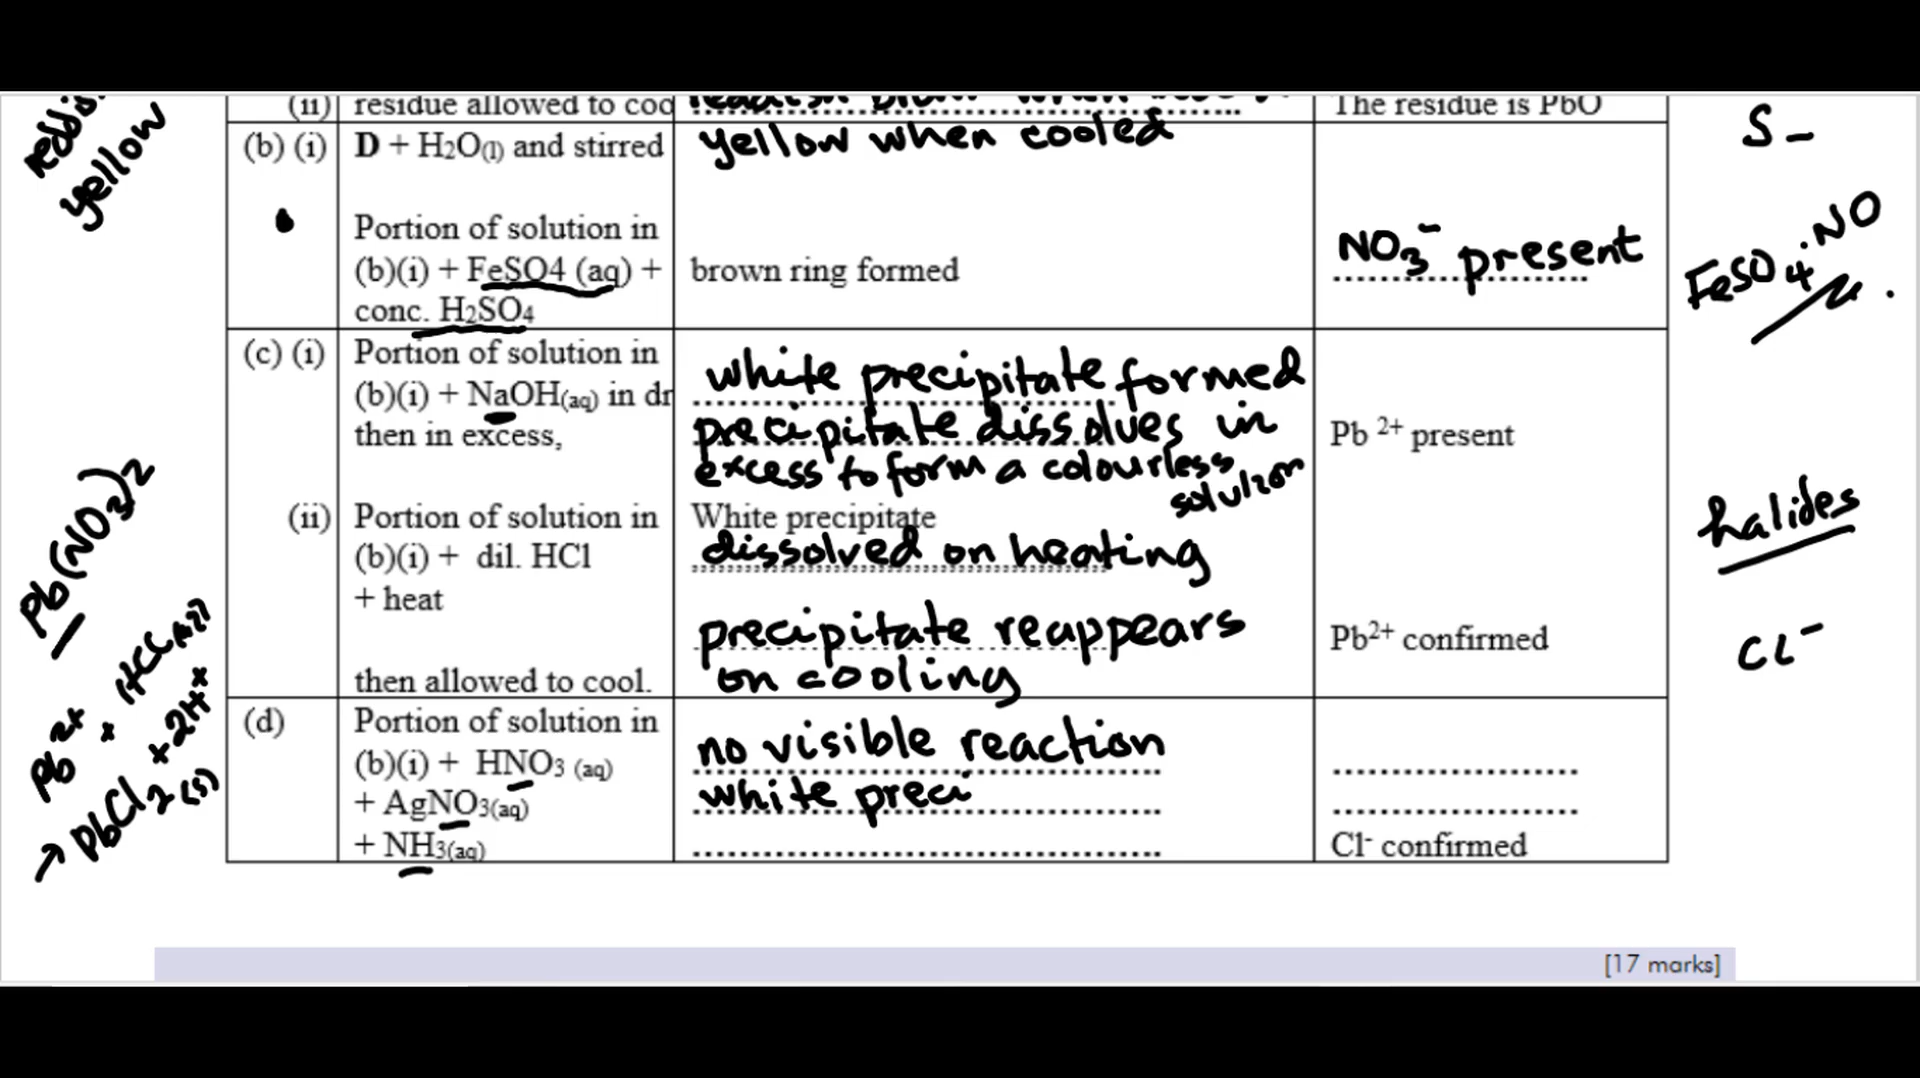 (ii) residue allowed to coo
The residue is PbO
yellow
(b) (i) D + H2O(l) and stirred yellow when cooled
S-
Portion of solution in
(b)(i) + FeSO4 (aq) + brown ring formed NO3- present
FeSO4.NO
conc. H2SO4
(c) (i) Portion of solution in white precipitate formed
(b)(i) + NaOH(aq) in dr precipitate dissolves in Pb 2+ present
then in excess, excess to form a colourless
solution
(ii) Portion of solution in White precipitate
(b)(i) + dil. HCl dissolved on heating
+ heat
precipitate reappears Pb2+ confirmed
then allowed to cool. on cooling
halides
Cl-
Pb(NO3)2
Pb2+ + HCl(aq)
→ PbCl2(s) + 2H+
(d) Portion of solution in no visible reaction
(b)(i) + HNO3 (aq)
+ AgNO3(aq) white preci
+ NH3(aq) Cl- confirmed
[17 marks]